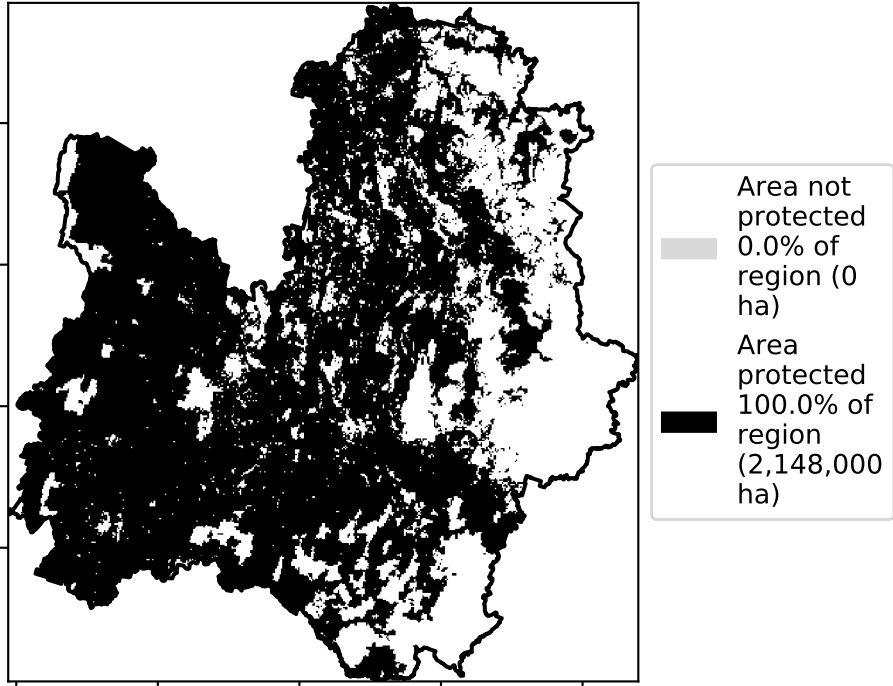 Area not
protected
0.0% of
region (0
ha)
Area
protected
100.0% of
region
(2,148,000
ha)